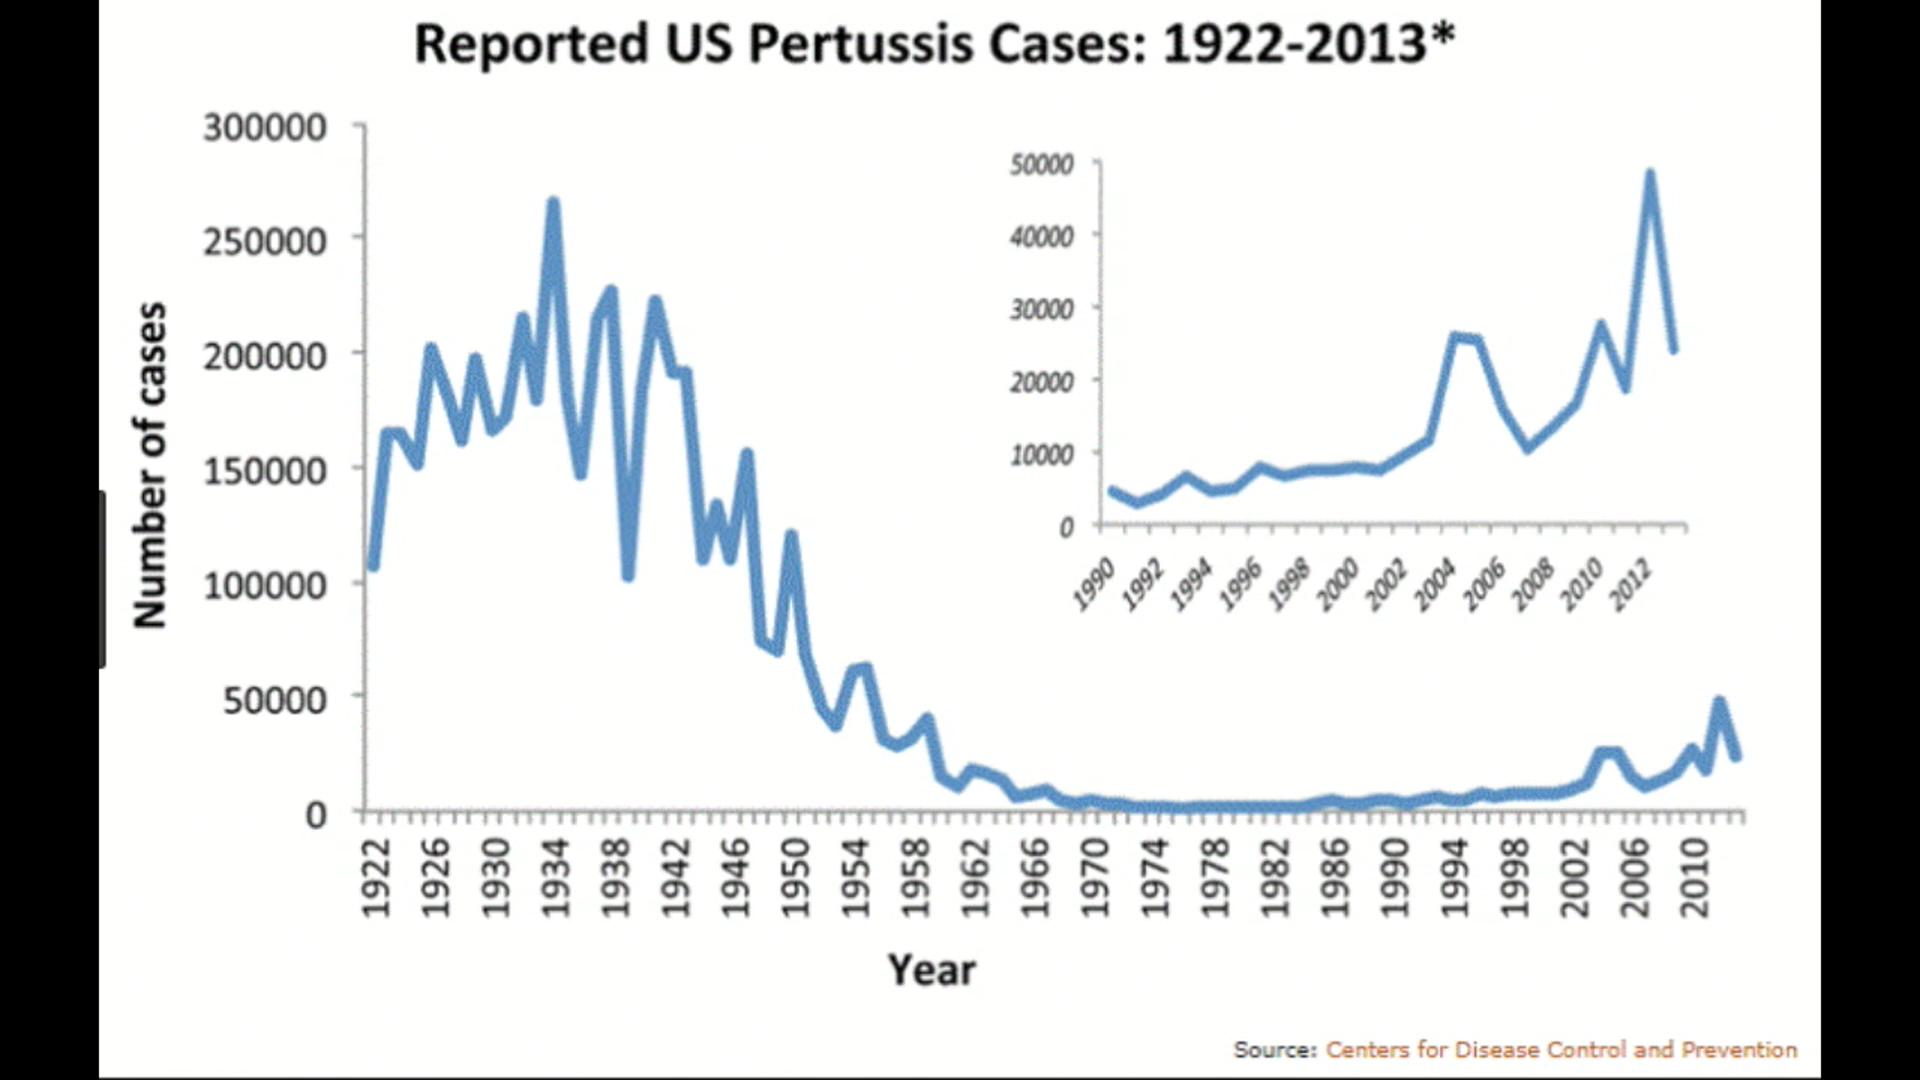 Reported US Pertussis Cases: 1922-2013*
Number of cases
300000
250000
200000
150000
100000
50000
0
1922 1926 1930 1934 1938 1942 1946 1950 1954 1958 1962 1966 1970 1974 1978 1982 1986 1990 1994 1998 2002 2006 2010
Year
50000
40000
30000
20000
10000
0
1990 1992 1994 1996 1998 2000 2002 2004 2006 2008 2010 2012
Source: Centers for Disease Control and Prevention